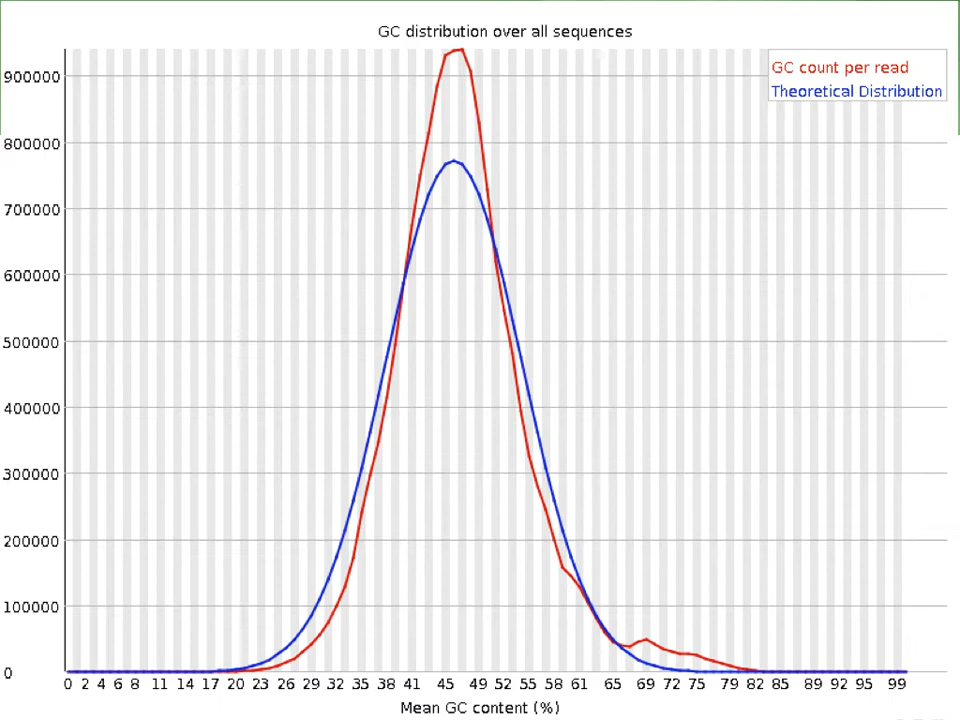 GC distribution over all sequences
GC count per read
Theoretical Distribution
900000
800000
700000
600000
500000
400000
300000
200000
100000
0
0 2 4 6 8 11 14 17 20 23 26 29 32 35 38 41 45 49 52 55 58 61 65 69 72 75 79 82 85 89 92 95 99
Mean GC content (%)